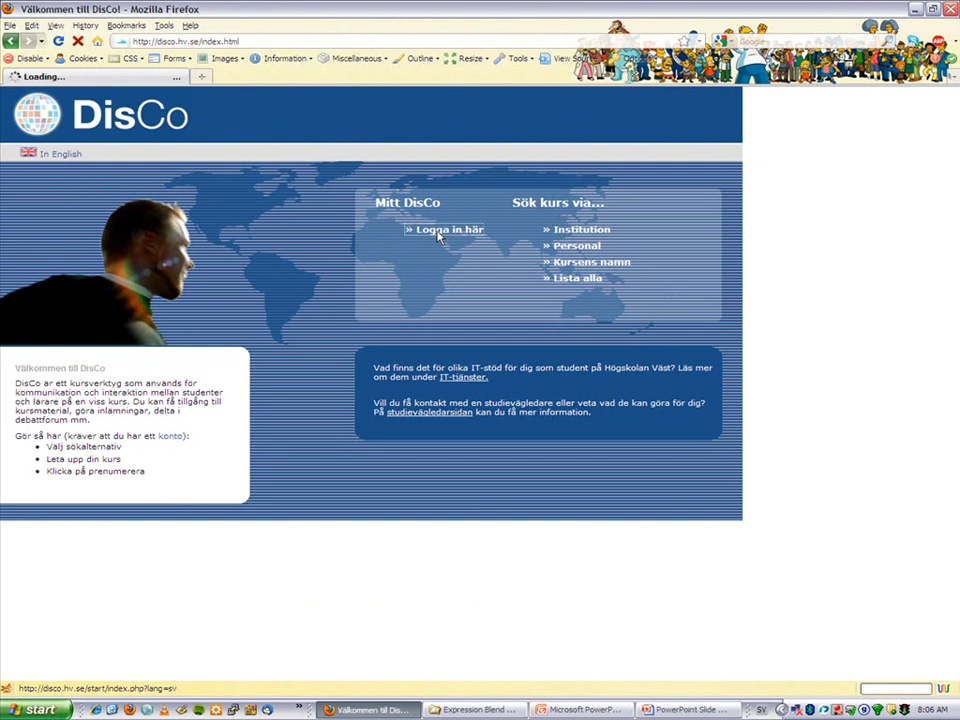 Välkommen till DisCo! - Mozilla Firefox
File Edit View History Bookmarks Tools Help
http://disco.hv.se/index.html
Google
Disable Cookies CSS Forms Images Information Miscellaneous Outline Resize Tools View
Loading... ...
DisCo
In English
Mitt DisCo
» Logga in här
Sök kurs via...
» Institution
» Personal
» Kursens namn
» Lista alla
Välkommen till DisCo
DisCo är ett kursverktyg som används för
kommunikation och interaktion mellan studenter
och lärare på en viss kurs. Du kan få tillgång till
kursmaterial, göra inlämningar, delta i
debattforum mm.
Gör så här (kräver att du har ett konto):
Välj sökalternativ
Leta upp din kurs
Klicka på prenumerera
Vad finns det för olika IT-stöd för dig som student på Högskolan Väst? Läs mer
om dem under IT-tjänster.
Vill du få kontakt med en studievägledare eller veta vad de kan göra för dig?
På studievägledarsidan kan du få mer information.
http://disco.hv.se/start/index.php?lang=sv
start
Välkommen till Dis...
Expression Blend ...
Microsoft PowerP...
PowerPoint Slide ...
SV
8:06 AM